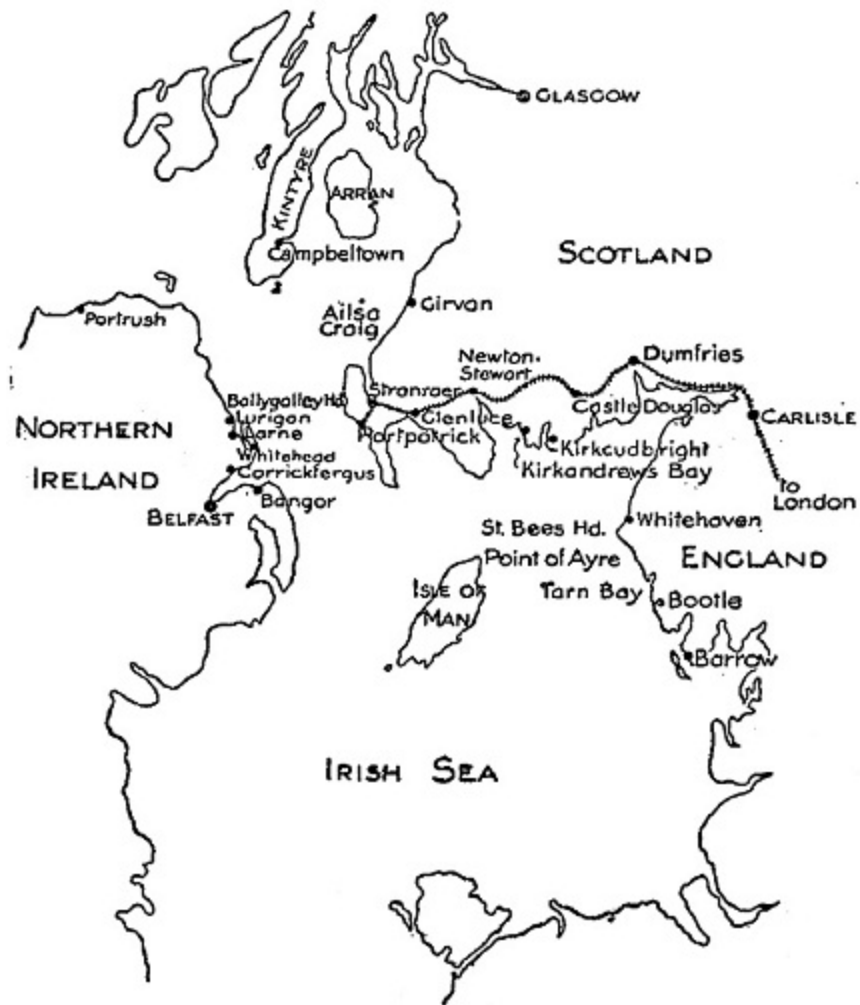 GLASGOW
KINTYRE
ARRAN
Campbeltown
SCOTLAND
Ailsa
Craig
Girvan
Portrush
Newton-
Stewart
Dumfries
Ballygalley Hd.
Stranraer
Castle Douglas
CARLISLE
NORTHERN
IRELAND
Lurigan
Larne
Glenluce
Portpatrick
Whitehead
Carrickfergus
Kirkcudbright
Kirkandrews Bay
Bangor
BELFAST
to
London
Whitehaven
St. Bees Hd.
Point of Ayre
ENGLAND
ISLE OF
MAN
Tarn Bay
Bootle
Barrow
IRISH SEA